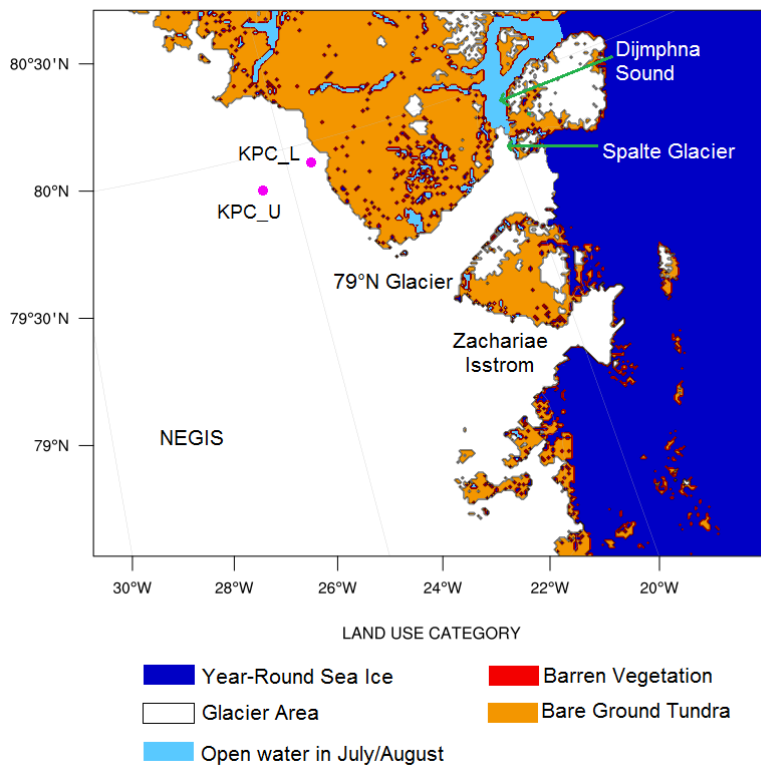 80°30'N
80°N
79°30'N
79°N
Dijmphna
Sound
Spalte Glacier
KPC_L
KPC_U
79°N Glacier
Zachariae
Isstrom
NEGIS
30°W
28°W
26°W
24°W
22°W
20°W
LAND USE CATEGORY
Year-Round Sea Ice
Barren Vegetation
Glacier Area
Bare Ground Tundra
Open water in July/August